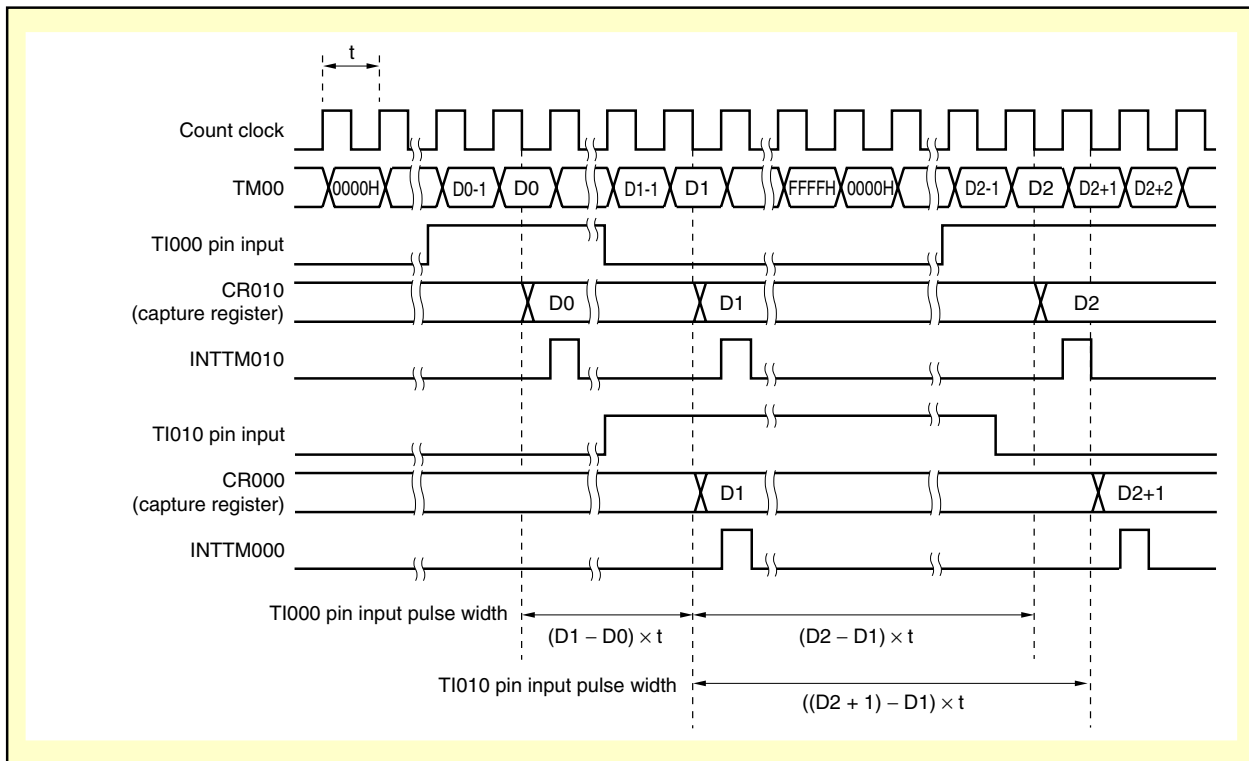 t
Count clock
TM00 0000H D0-1 D0 D1-1 D1 FFFFH 0000H D2-1 D2 D2+1 D2+2
TI000 pin input
CR010
(capture register)
D0 D1 D2
INTTM010
TI010 pin input
CR000
(capture register)
D1 D2+1
INTTM000
TI000 pin input pulse width
(D1 – D0) × t (D2 – D1) × t
TI010 pin input pulse width
((D2 + 1) – D1) × t